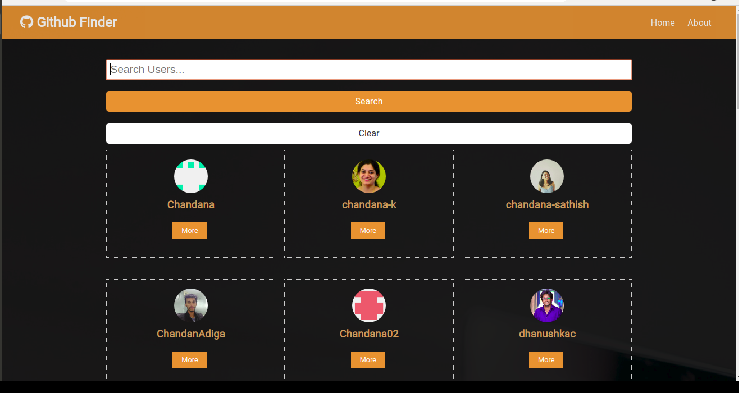 Github Finder
Home About
Search Users...
Search
Clear
Chandana chandana-k chandana-sathish
More More More
ChandanAdiga Chandana02 dhanushkac
More More More